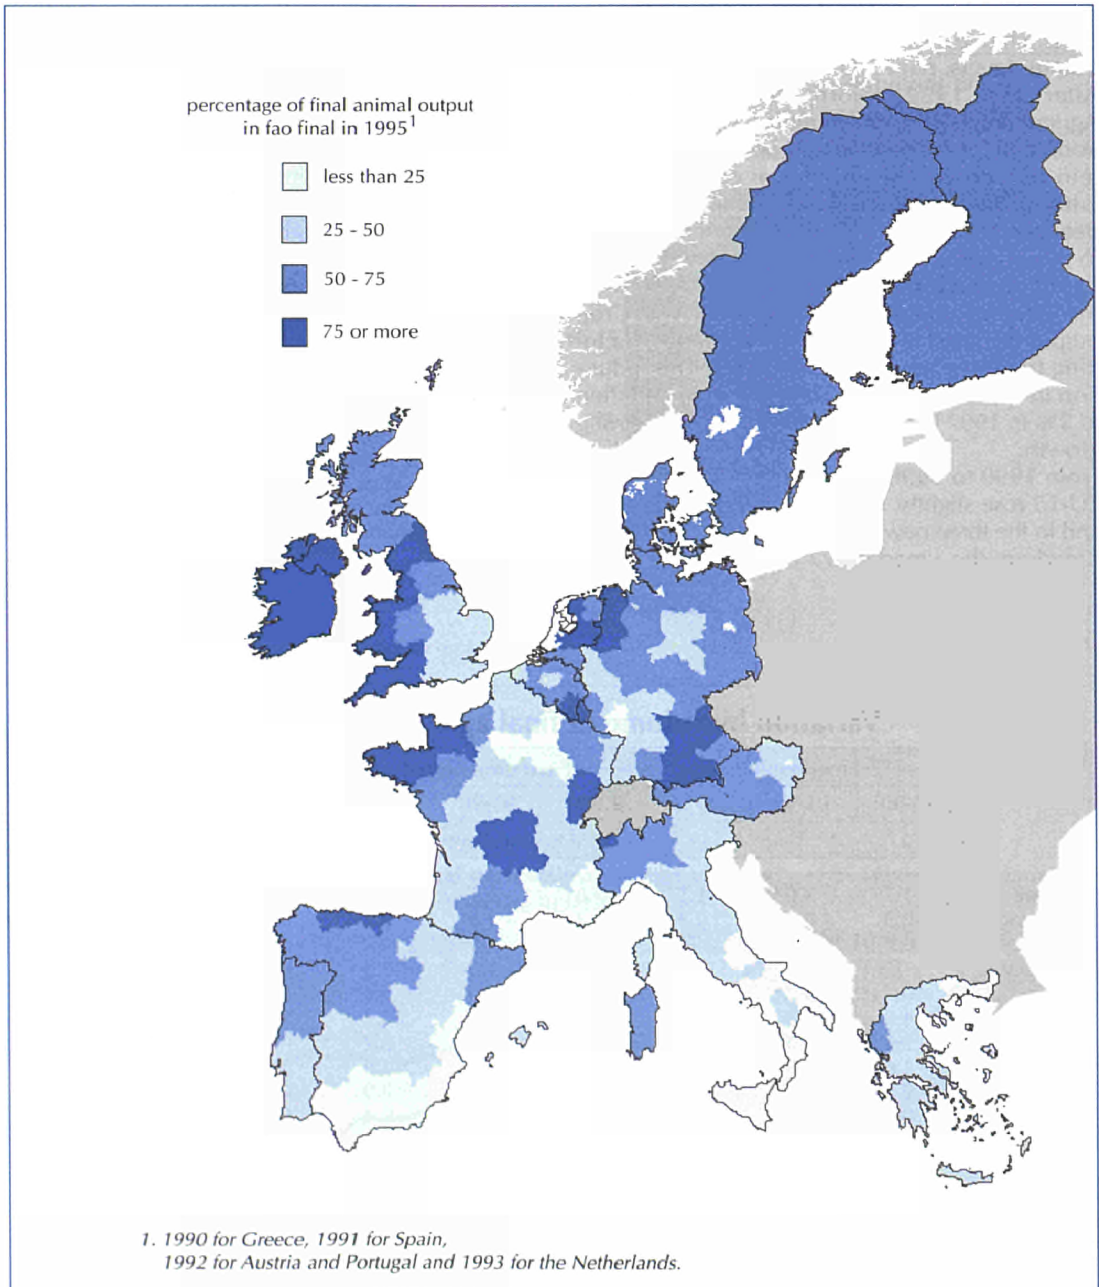 percentage of final animal output
in fao final in 1995¹
less than 25
25 - 50
50 - 75
75 or more
1. 1990 for Greece, 1991 for Spain,
1992 for Austria and Portugal and 1993 for the Netherlands.